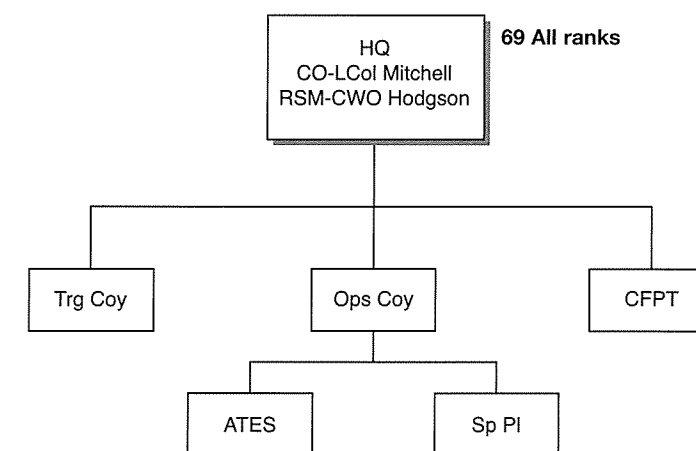 69 All ranks
HQ
CO-LCol Mitchell
RSM-CWO Hodgson
Trg Coy
Ops Coy
CFPT
ATES
Sp Pl